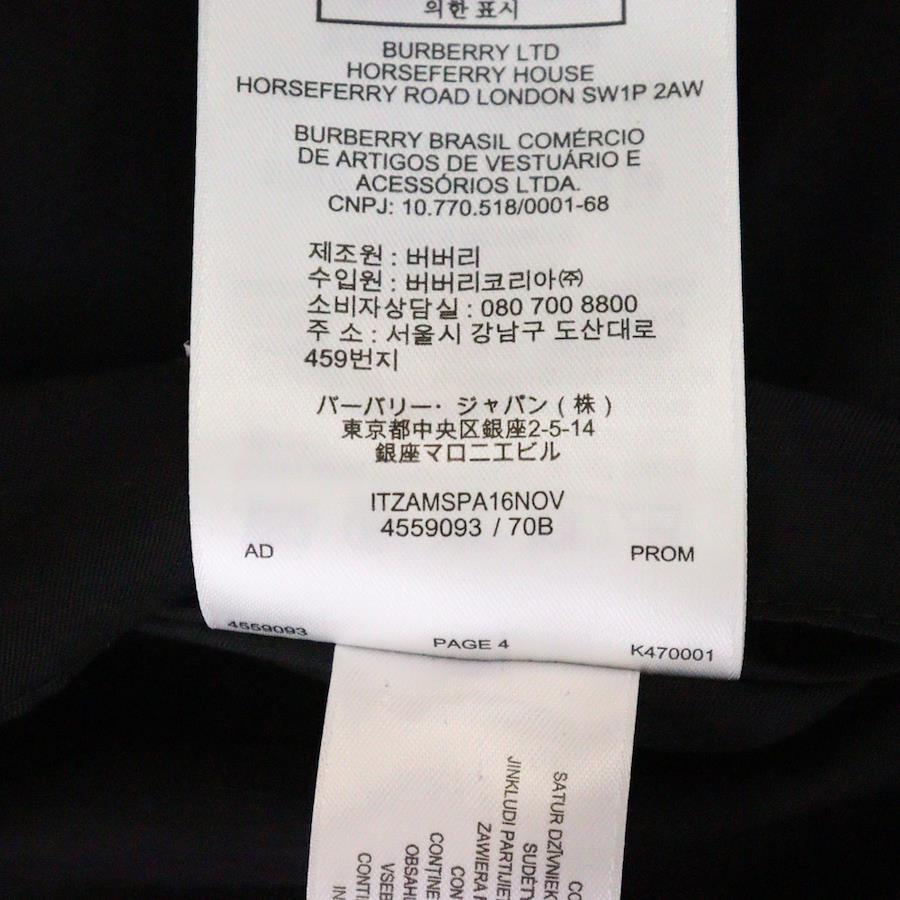 의한 표시
BURBERRY LTD
HORSEFERRY HOUSE
HORSEFERRY ROAD LONDON SW1P 2AW
BURBERRY BRASIL COMÉRCIO
DE ARTIGOS DE VESTUÁRIO E
ACESSÓRIOS LTDA.
CNPJ: 10.770.518/0001-68
제조원 : 버버리
수입원 : 버버리코리아㈜
소비자상담실 : 080 700 8800
주 소 : 서울시 강남구 도산대로
459번지
バーバリー・ ジャパン ( 株 )
東京都中央区銀座2-5-14
銀座マロニエビル
ITZAMSPA16NOV
4559093 / 70B
AD PROM
4559093 PAGE 4 K470001
SATUR DZĪVNIEK
SUDĖTY
JINKLUDI PARTIJIET
ZAWIERA
CONȚINE
OBSAHU
VSEB
CONTI